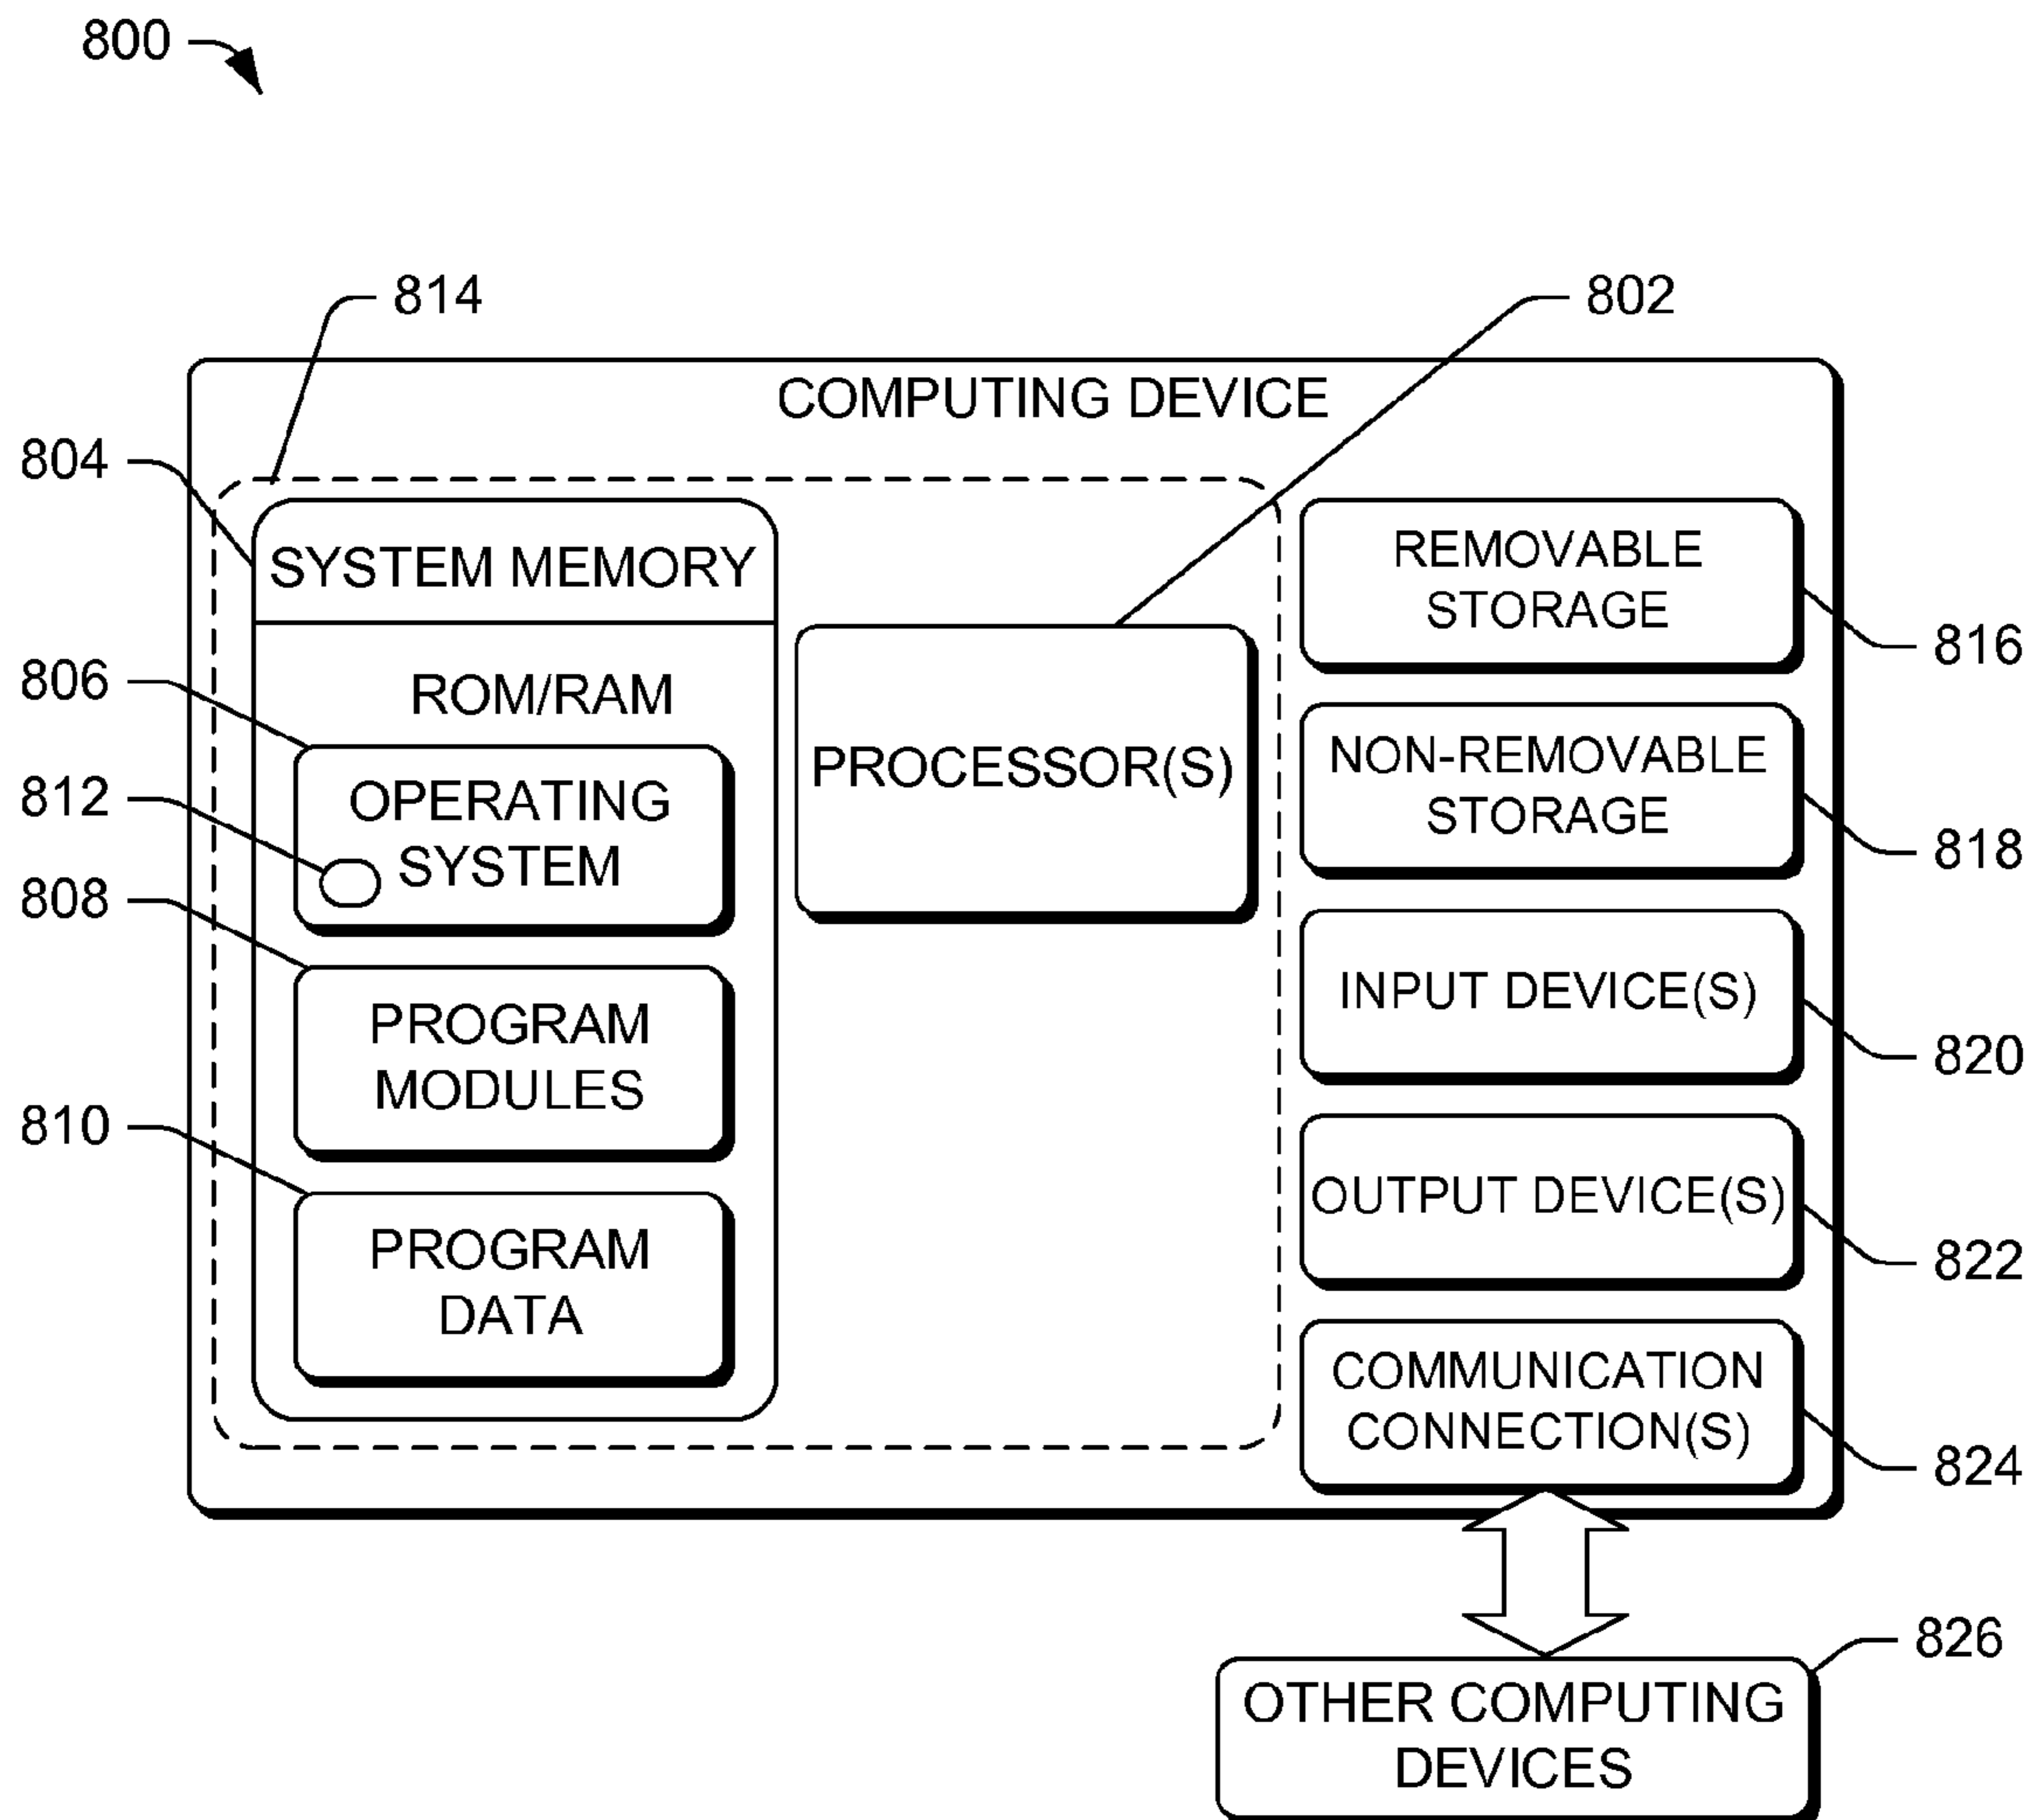 800
814
802
COMPUTING DEVICE
804
SYSTEM MEMORY
ROM/RAM
806
OPERATING
SYSTEM
812
808
PROGRAM
MODULES
810
PROGRAM
DATA
PROCESSOR(S)
REMOVABLE
STORAGE
816
NON-REMOVABLE
STORAGE
818
INPUT DEVICE(S)
820
OUTPUT DEVICE(S)
822
COMMUNICATION
CONNECTION(S)
824
826
OTHER COMPUTING
DEVICES